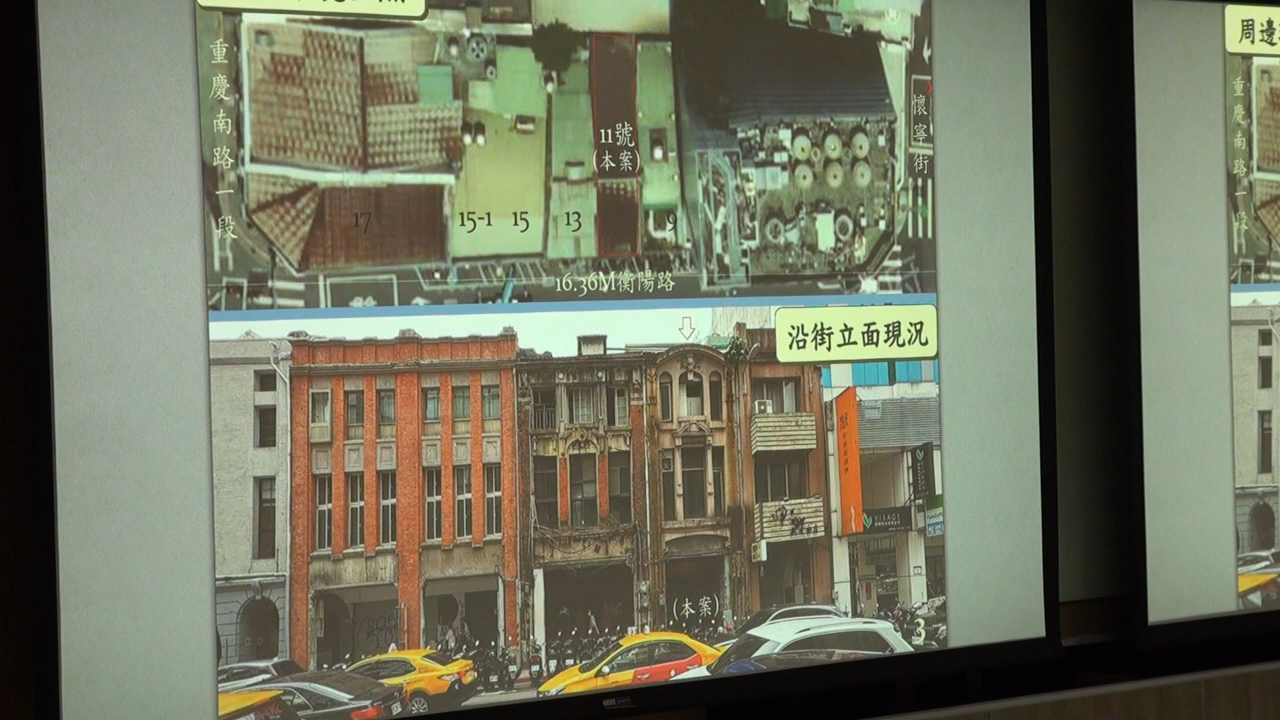 重慶南路一段
懷寧街
11號
(本案)
17
15-1
15
13
9
16.36M衡陽路
沿街立面現況
VISAGE
(本案)
3
周邊
重慶南路一段